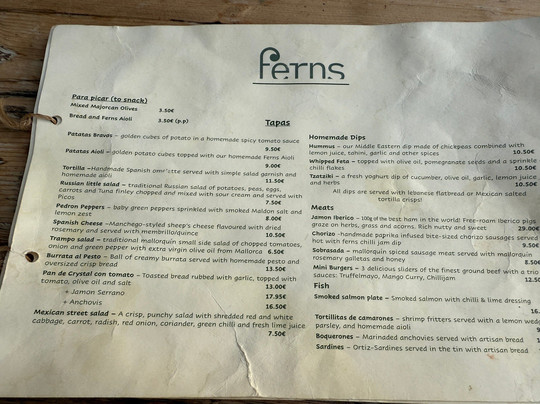 ferns
Para picar (to snack)
Mixed Majorcan Olives 3.50€
Bread and Ferns Aioli 3.50€ (p.p)
Tapas
Patatas Bravas – golden cubes of potato in a homemade spicy tomato sauce
9.50€
Patatas Aioli – golden potato cubes topped with our homemade Ferns Aioli
9.00€
Tortilla –Handmade Spanish served with simple salad garnish and
homemade aioli 11.50€
Russian little salad – traditional Russian salad of potatoes, peas, eggs,
carrots and Tuna finley chopped and mixed with sour cream and served with
Picos 7.50€
Pedron Peppers – baby green peppers sprinkled with smoked Maldon salt and
lemon zest 8.00€
Spanish Cheese –Manchego-style sheep's cheese flavoured with dried
rosemary and served with membrillo/quince 10.50€
Trampo salad – traditional mallorquin small side salad of chopped tomatoes,
onion and green pepper with extra virgin olive oil from Mallorca 6.50€
Burrata al Pesto – Ball of creamy burrata served with homemade pesto and
oversized crisp bread 13.50€
Pan de Crystal con tomato – Toasted bread rubbed with garlic, topped with
tomato, olive oil and salt 13.00€
+ Jamon Serrano 17.95€
+ Anchovis 16.50€
Mexican street salad – A crisp, punchy salad with shredded red and white
cabbage, carrot, radish, red onion, coriander, green chilli and fresh lime juice
7.50€
Homemade Dips
Hummus – our Middle Eastern dip made of chickpeas combined with
lemon juice, tahini, garlic and other spices 10.50€
Whipped Feta – topped with olive oil, pomegranate seeds and a sprinkle
chilli flakes 10.50€
Tzatziki – a fresh yoghurt dip of cucumber, olive oil, garlic, lemon juice
and herbs 10.50€
All dips are served with lebanese flatbread or Mexican salted
tortilla crisps!
Meats
Jamon Iberico – 100g of the best ham in the world! Free-roam Iberico pigs
graze on herbs, grass and acorns. Rich nutty and sweet 29.00€
Chorizo -handmade paprika infused bite-sized chorizo sausages served
hot with ferns chilli jam dip 9.50€
Sobrasada – mallorquin spiced sausage meat served with mallorquin
rosemary galletas and honey 8.50€
Mini Burgers – 3 delicious sliders of the finest ground beef with a trio
sauces: Truffelmayo, Mango Curry, Chillijam 12.50
Fish
Smoked salmon plate – Smoked salmon with chilli & lime dressing
16.
Tortillitas de camarones – shrimp fritters served with a lemon
parsley, and homemade aioli
Boquerones – Marinaded anchovies served with artisan bread
Sardines – Ortiz-Sardines served in the tin with artisan bread